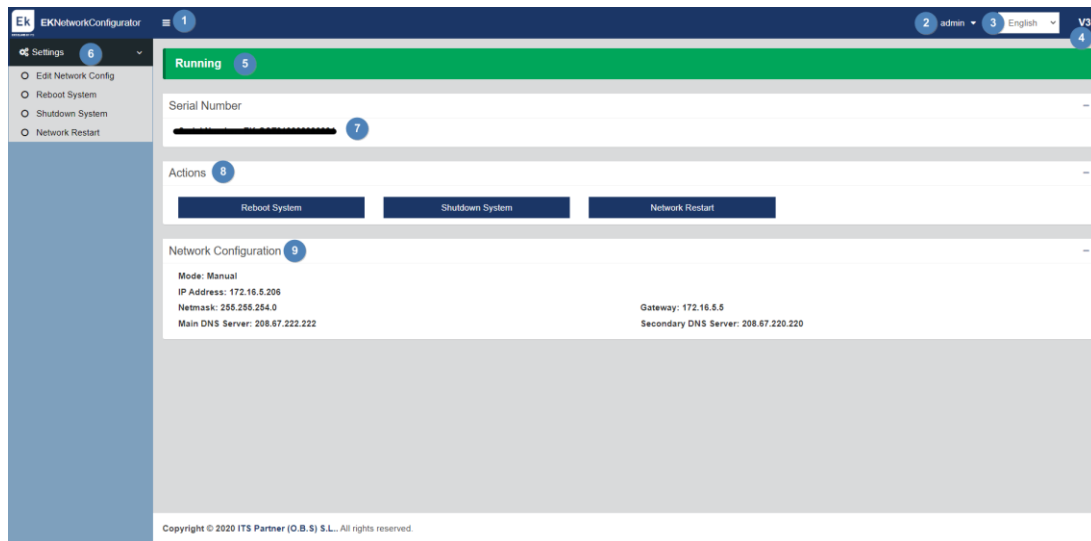 Ek EKNetworkConfigurator 1 2 admin 3 English V3
4
Settings 6
Edit Network Config
Reboot System
Shutdown System
Network Restart
Running 5
Serial Number
7
Actions 8
Reboot System Shutdown System Network Restart
Network Configuration 9
Mode: Manual
IP Address: 172.16.5.206
Netmask: 255.255.254.0 Gateway: 172.16.5.5
Main DNS Server: 208.67.222.222 Secondary DNS Server: 208.67.220.220
Copyright © 2020 ITS Partner (O.B.S) S.L.. All rights reserved.